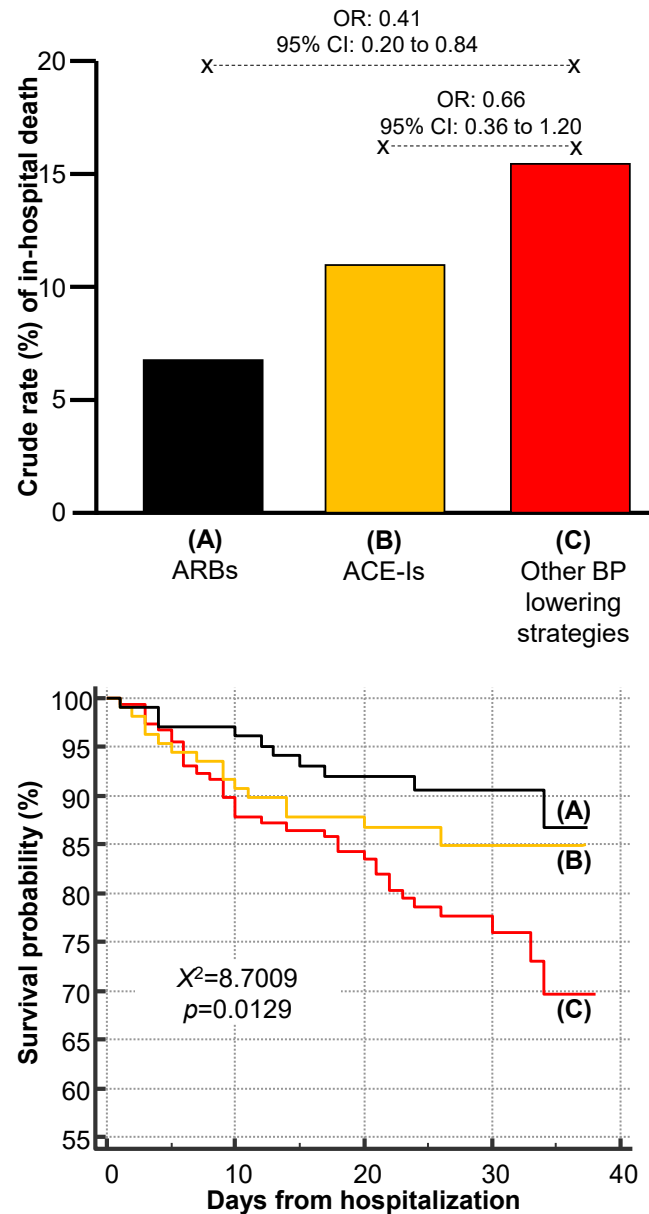 OR: 0.41
95% CI: 0.20 to 0.84
x x
OR: 0.66
95% CI: 0.36 to 1.20
x x
Crude rate (%) of in-hospital death
20
15
10
5
0
(A)
ARBs
(B)
ACE-Is
(C)
Other BP
lowering
strategies
Survival probability (%)
100
95
90
85
80
75
70
65
60
55
(A)
(B)
(C)
X²=8.7009
p=0.0129
0 10 20 30 40
Days from hospitalization